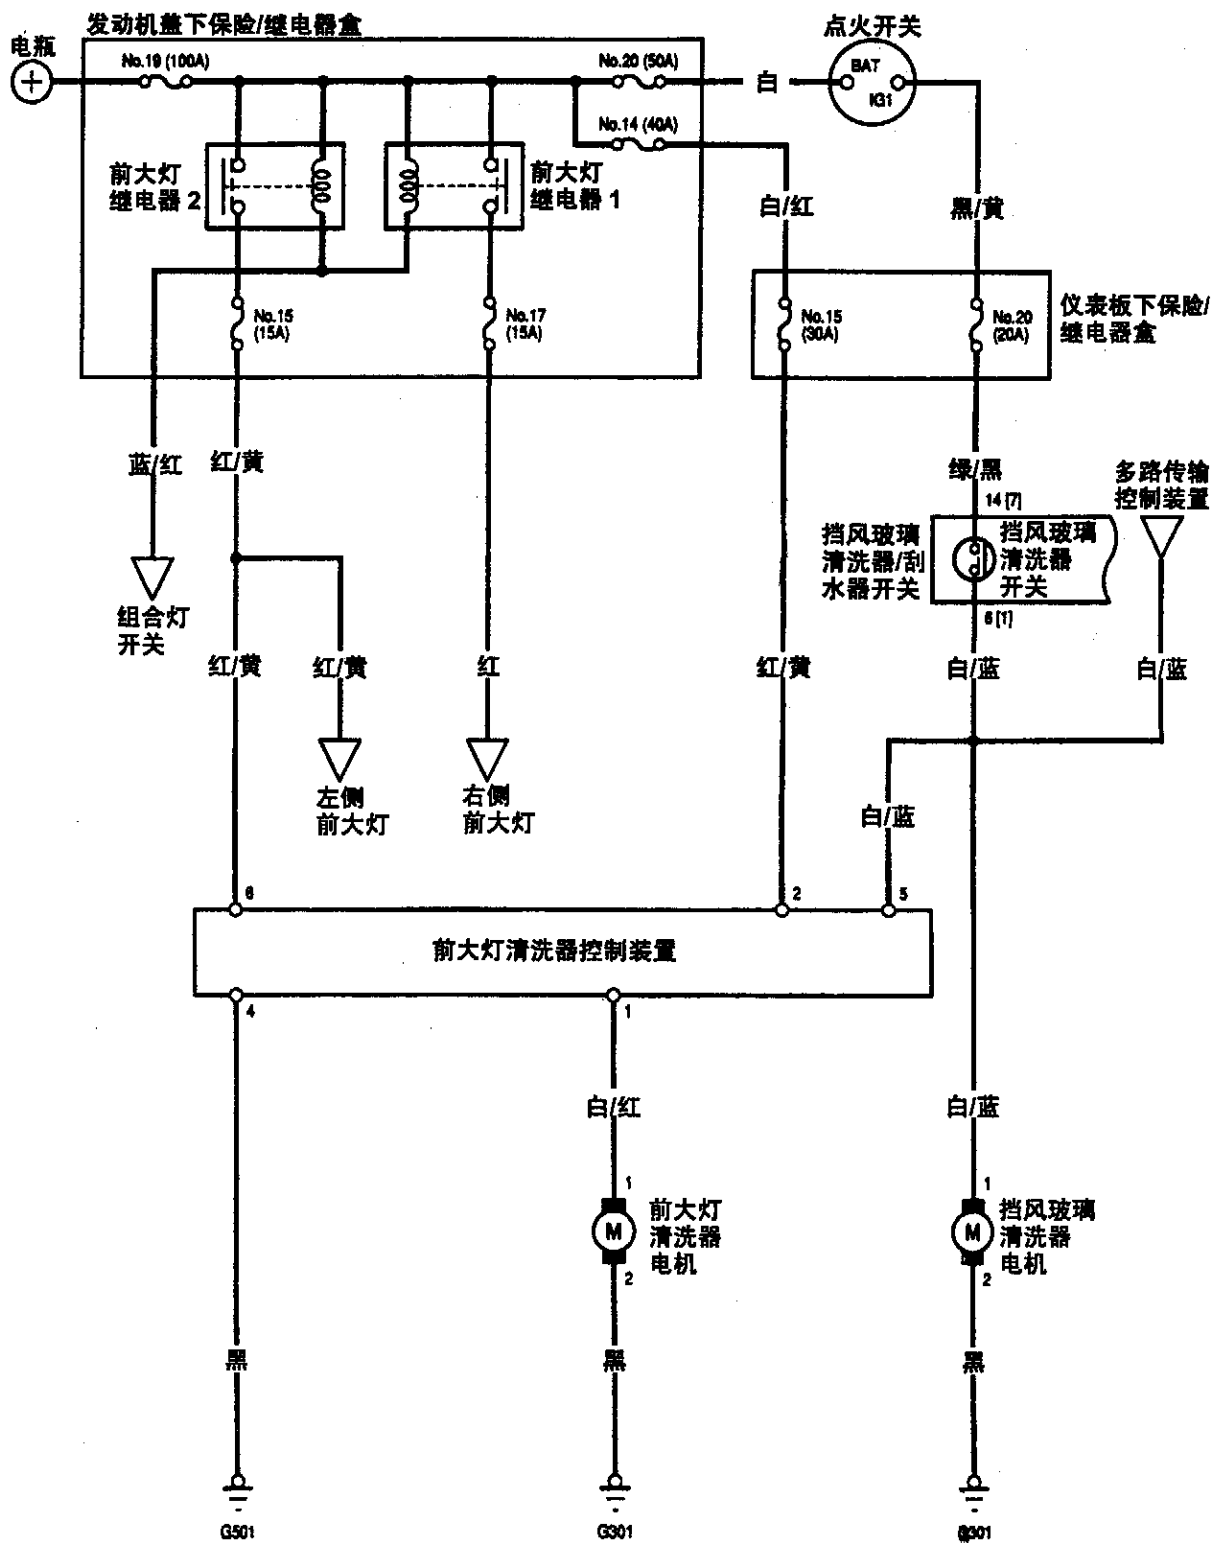 发动机盖下保险/继电器盒
点火开关
电瓶
No.19 (100A)
No.20 (50A)
白
BAT
IG1
No.14 (40A)
前大灯
继电器 2
前大灯
继电器 1
白/红
黑/黄
No.15
(15A)
No.17
(15A)
No.15
(30A)
No.20
(20A)
仪表板下保险/
继电器盒
蓝/红
红/黄
绿/黑
多路传输
控制装置
14 [7]
挡风玻璃
清洗器/刮
水器开关
挡风玻璃
清洗器
开关
6 [1]
组合灯
开关
红/黄
红/黄
红
红/黄
白/蓝
白/蓝
左侧
前大灯
右侧
前大灯
白/蓝
6
2
5
前大灯清洗器控制装置
4
1
白/红
白/蓝
1
前大灯
清洗器
电机
M
2
1
挡风玻璃
清洗器
电机
M
2
黑
黑
黑
G501
G301
G301